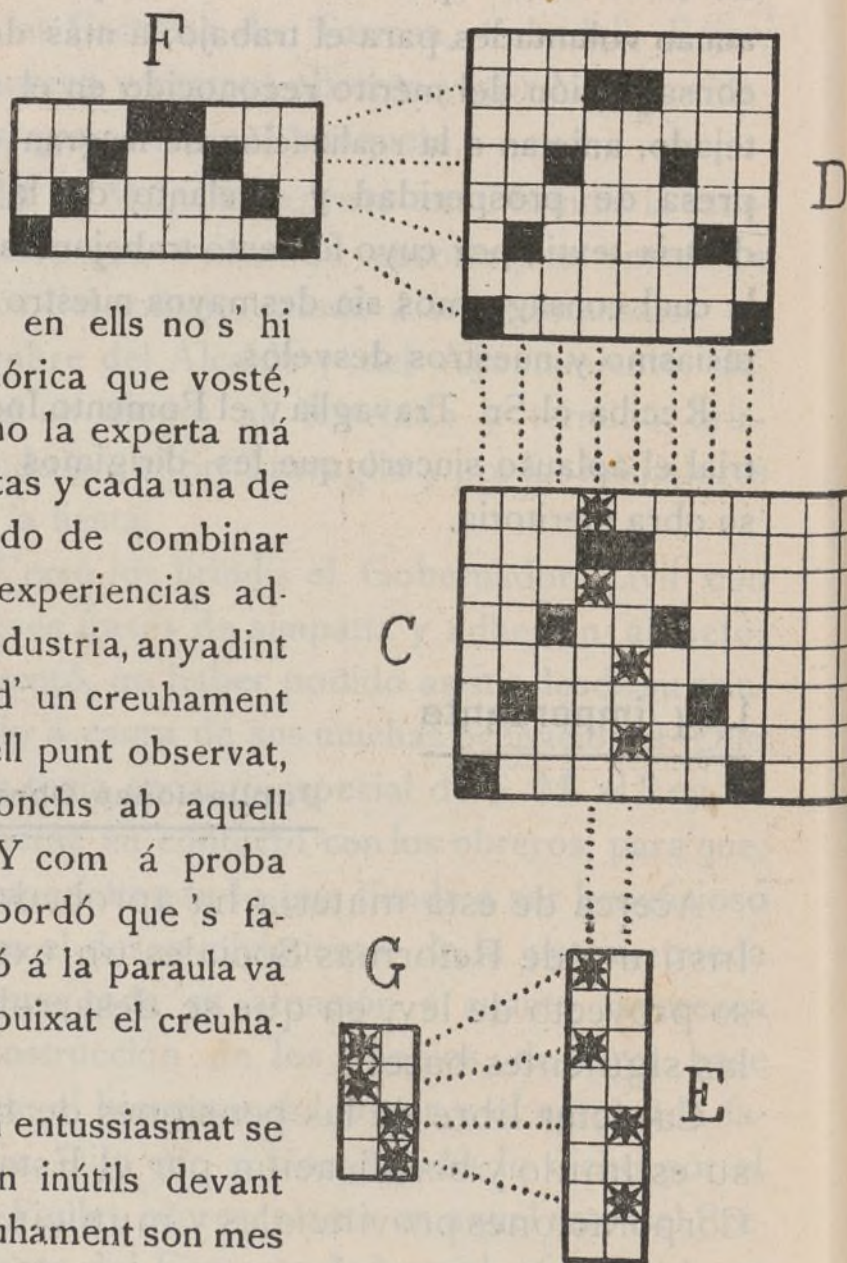 F
D
en ells no s' hi
órica que vosté,
no la experta má
tas y cada una de
do de combinar
experiencias ad-
dustria, anyadint
d' un creuhament
ell punt observat,
onchs ab aquell
Y com á proba
bordó que 's fa-
ó á la paraula va
buixat el creuha-
entussiasmat se
n inútils devant
uhament son mes
C
G
E